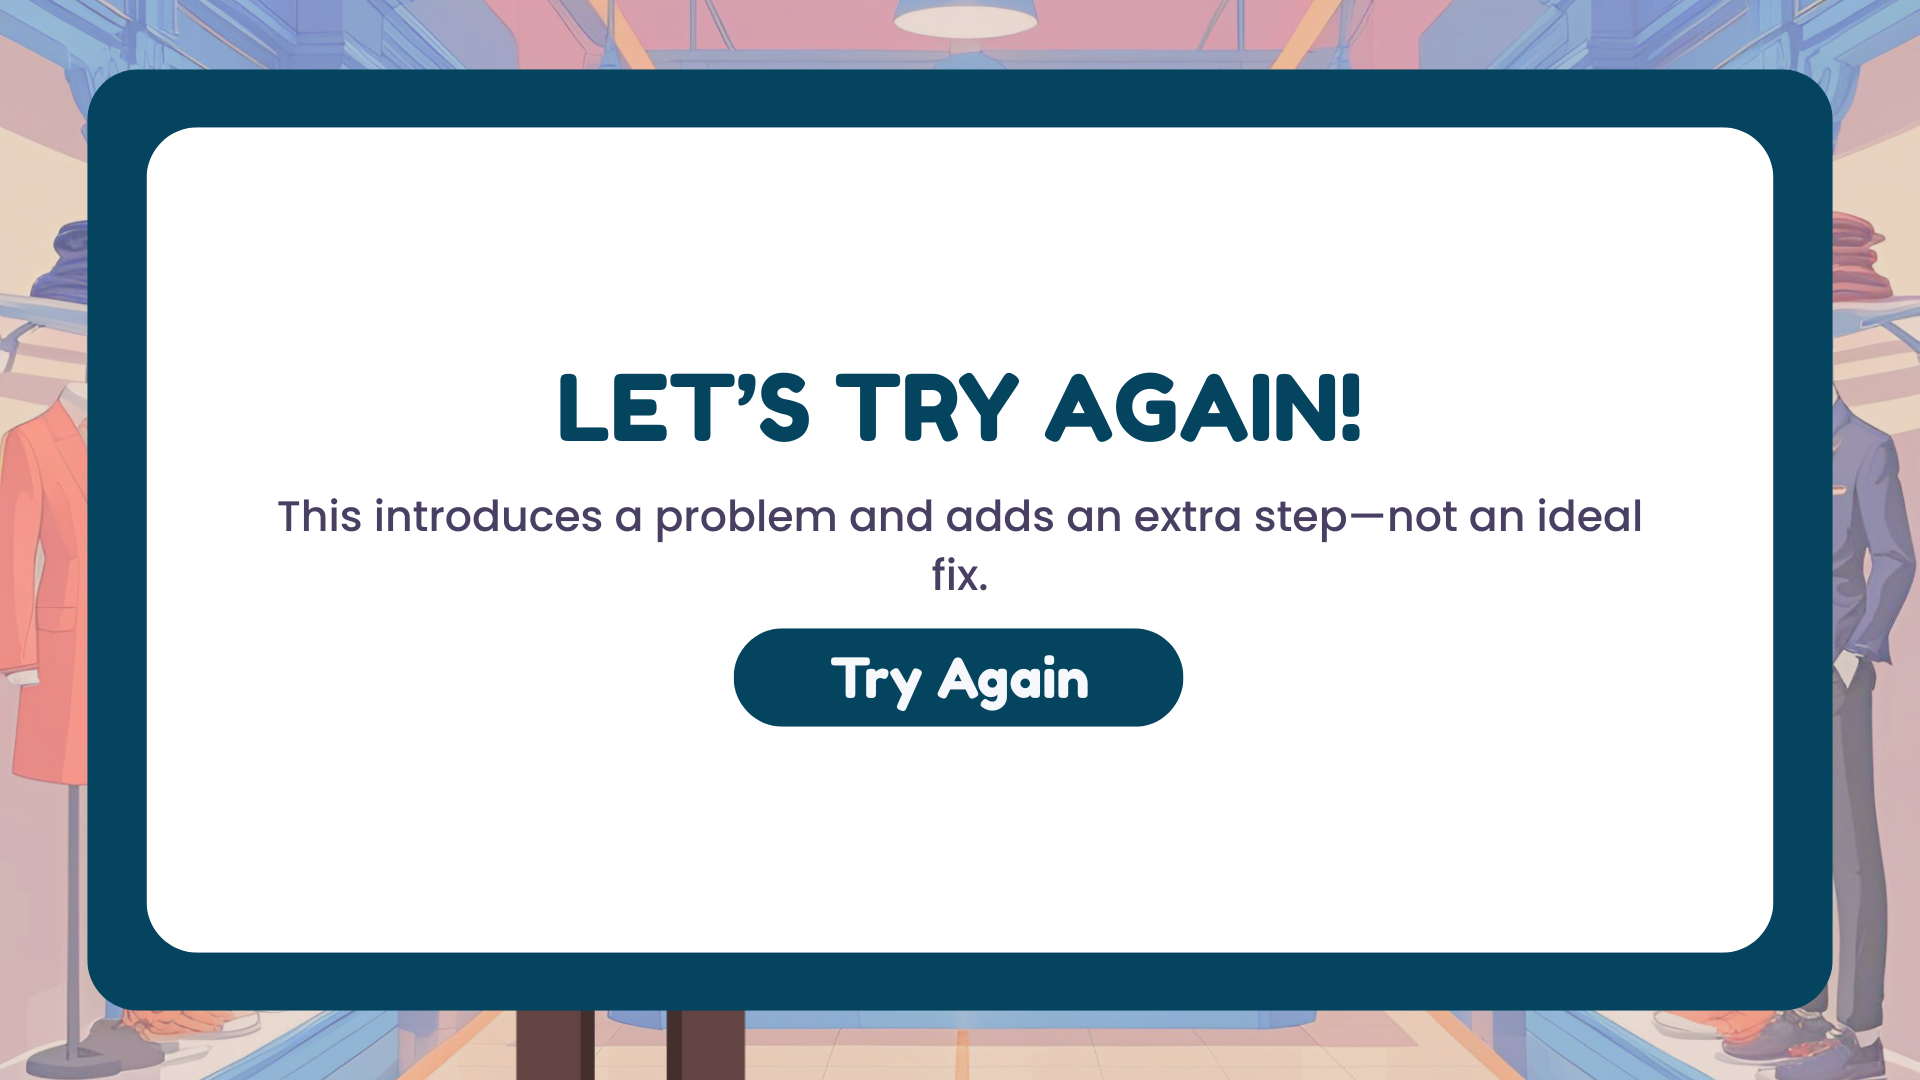 LET’S TRY AGAIN!
This introduces a problem and adds an extra step—not an ideal
fix.
Try Again